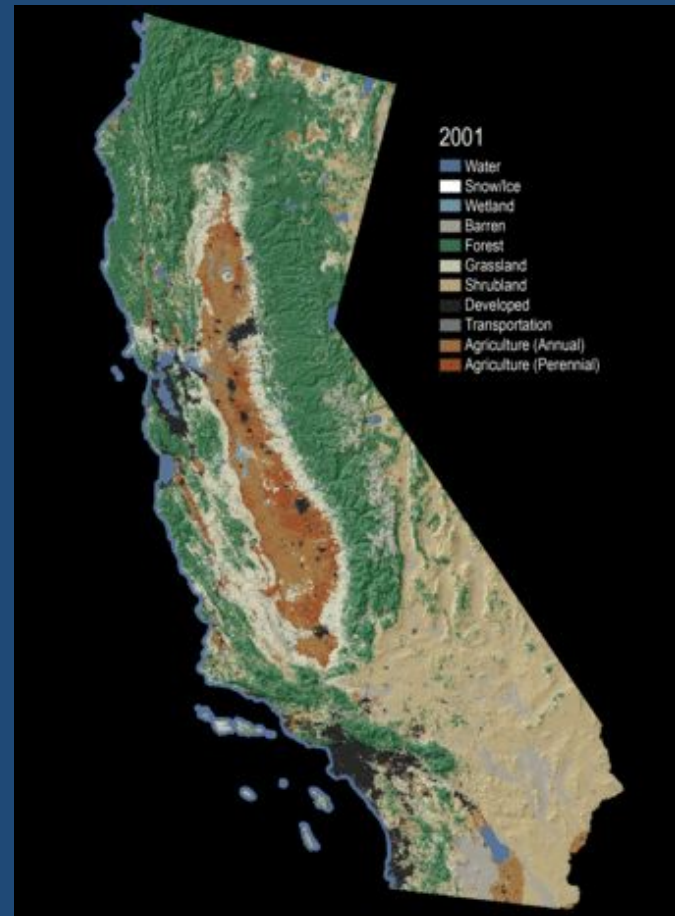 2001
Water
Snow/Ice
Wetland
Barren
Forest
Grassland
Shrubland
Developed
Transportation
Agriculture (Annual)
Agriculture (Perennial)